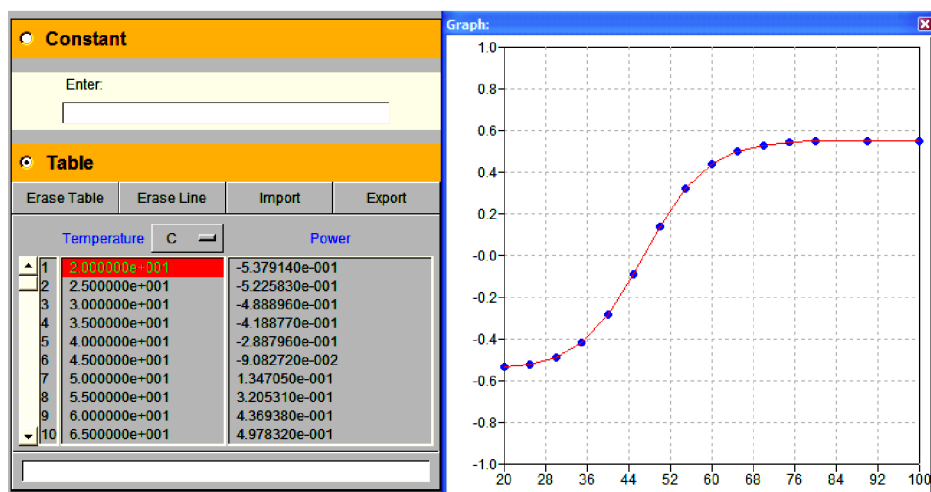 Constant
Enter:
Table
Erase Table Erase Line Import Export
Temperature C Power
1 2.000000e+001 -5.379140e-001
2 2.500000e+001 -5.225830e-001
3 3.000000e+001 -4.888960e-001
4 3.500000e+001 -4.188770e-001
5 4.000000e+001 -2.887960e-001
6 4.500000e+001 -9.082720e-002
7 5.000000e+001 1.347050e-001
8 5.500000e+001 3.205310e-001
9 6.000000e+001 4.369380e-001
10 6.500000e+001 4.978320e-001
Graph:
1.0
0.8
0.6
0.4
0.2
-0.0
-0.2
-0.4
-0.6
-0.8
-1.0
20 28 36 44 52 60 68 76 84 92 100